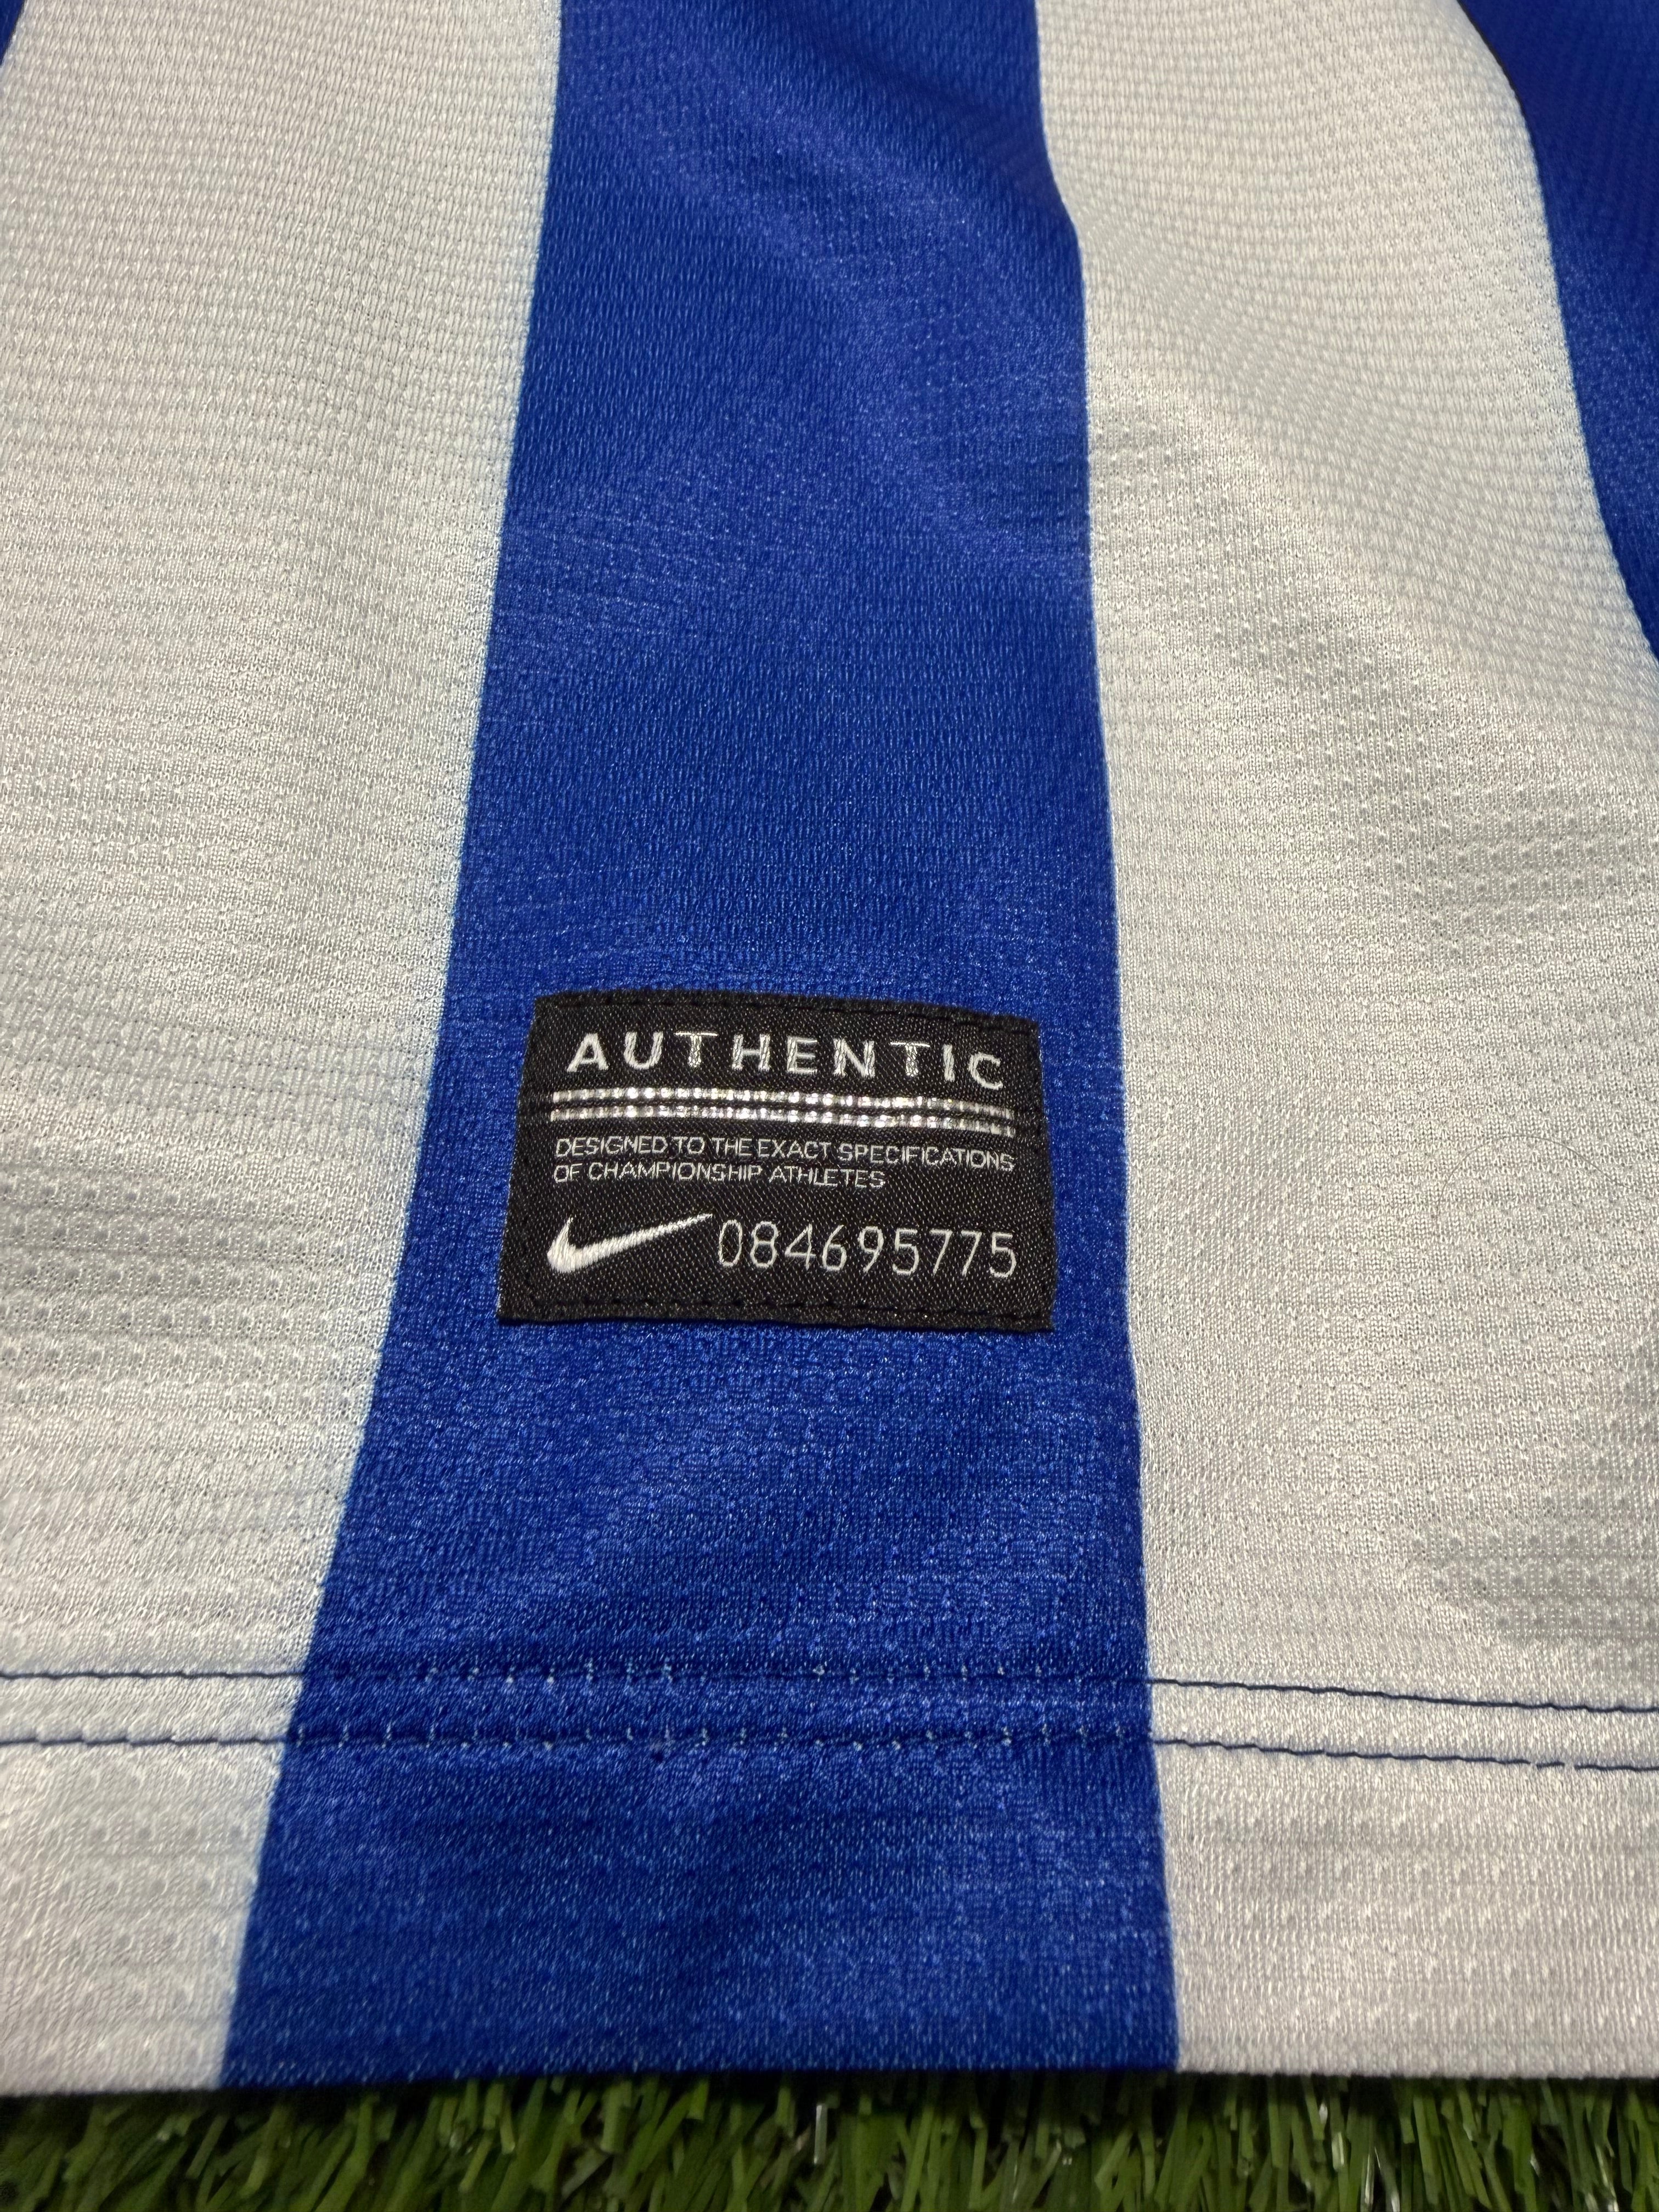 AUTHENTIC
DESIGNED TO THE EXACT SPECIFICATIONS
OF CHAMPIONSHIP ATHLETES
084695775